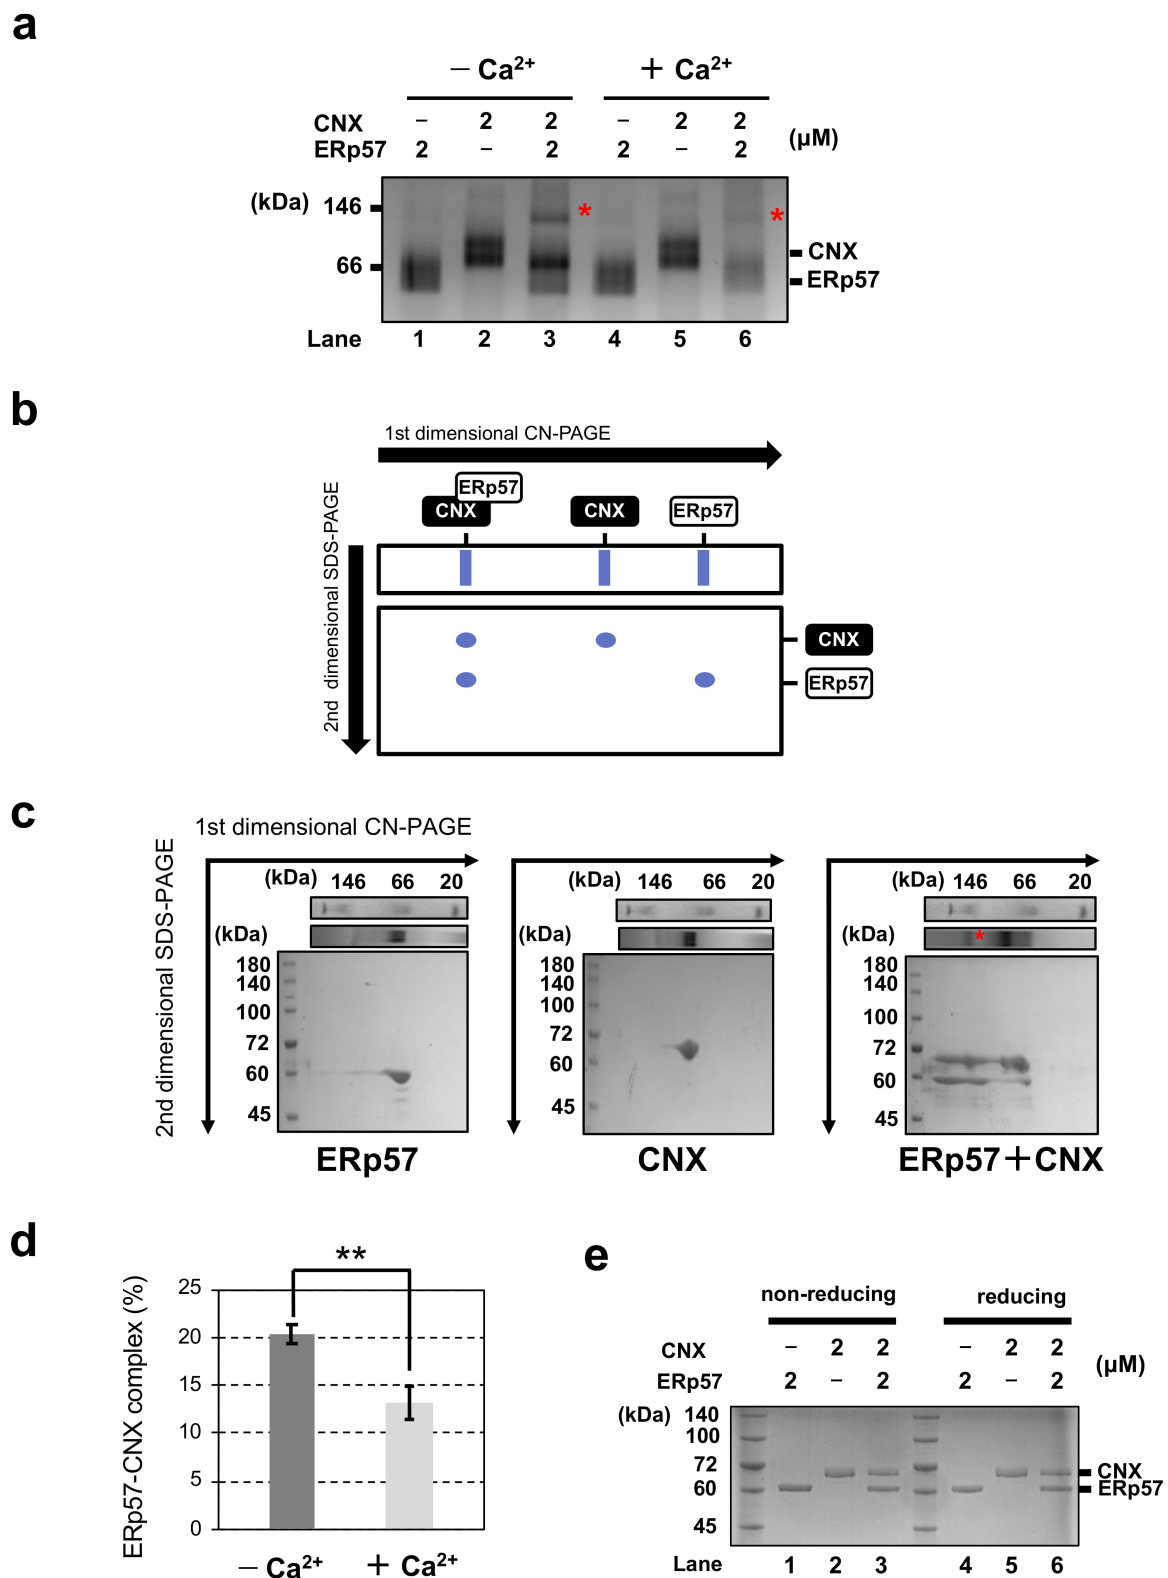 a
− Ca2+ + Ca2+
CNX − 2 2 − 2 2
ERp57 2 − 2 2 − 2
(μM)
(kDa) 146 * *
66
CNX
ERp57
Lane 1 2 3 4 5 6
b
1st dimensional CN-PAGE
2nd dimensional SDS-PAGE
ERp57
CNX CNX ERp57
CNX
ERp57
c
1st dimensional CN-PAGE
2nd dimensional SDS-PAGE
(kDa) 146 66 20
(kDa)
180
140
100
72
60
45
ERp57
(kDa) 146 66 20
(kDa)
180
140
100
72
60
45
CNX
(kDa) 146 66 20
*
(kDa)
180
140
100
72
60
45
ERp57+CNX
d
**
ERp57-CNX complex (%)
25
20
15
10
5
0
− Ca2+ + Ca2+
e
non-reducing reducing
CNX − 2 2 − 2 2
ERp57 2 − 2 2 − 2
(μM)
(kDa) 140
100
72
60
45
CNX
ERp57
Lane 1 2 3 4 5 6